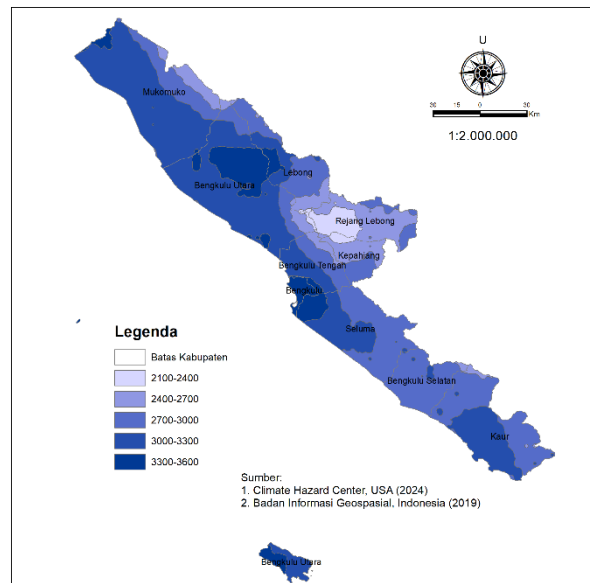 U
30 15 0 30
Km
1:2.000.000
Mukomuko
Lebong
Bengkulu Utara
Rejang Lebong
Kepahiang
Bengkulu Tengah
Bengkulu
Seluma
Bengkulu Selatan
Kaur
Legenda
Batas Kabupaten
2100-2400
2400-2700
2700-3000
3000-3300
3300-3600
Sumber:
1. Climate Hazard Center, USA (2024)
2. Badan Informasi Geospasial, Indonesia (2019)
Bengkulu Utara